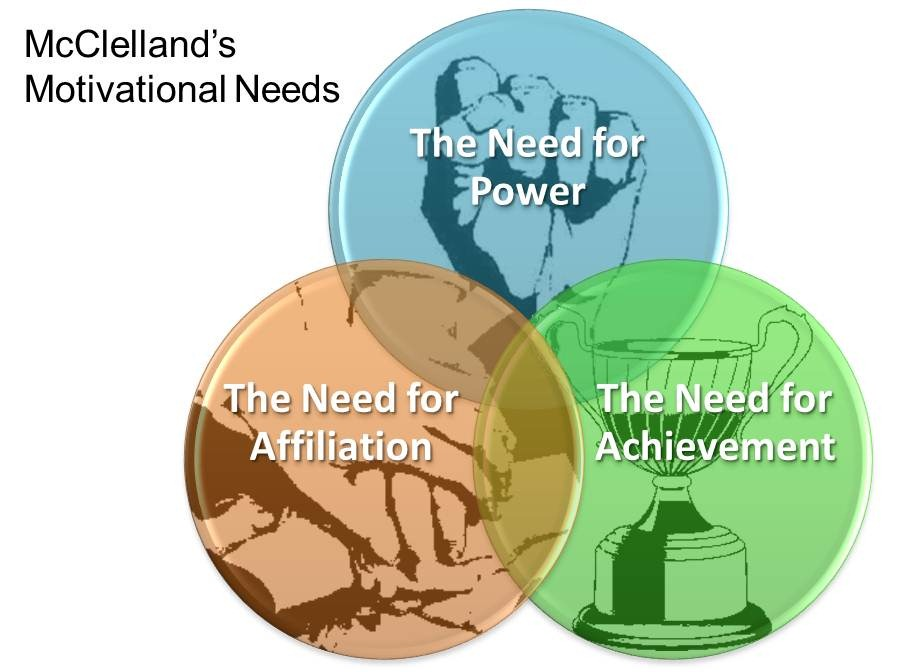 McClelland’s
Motivational Needs
The Need for
Power
The Need for
Affiliation
The Need for
Achievement